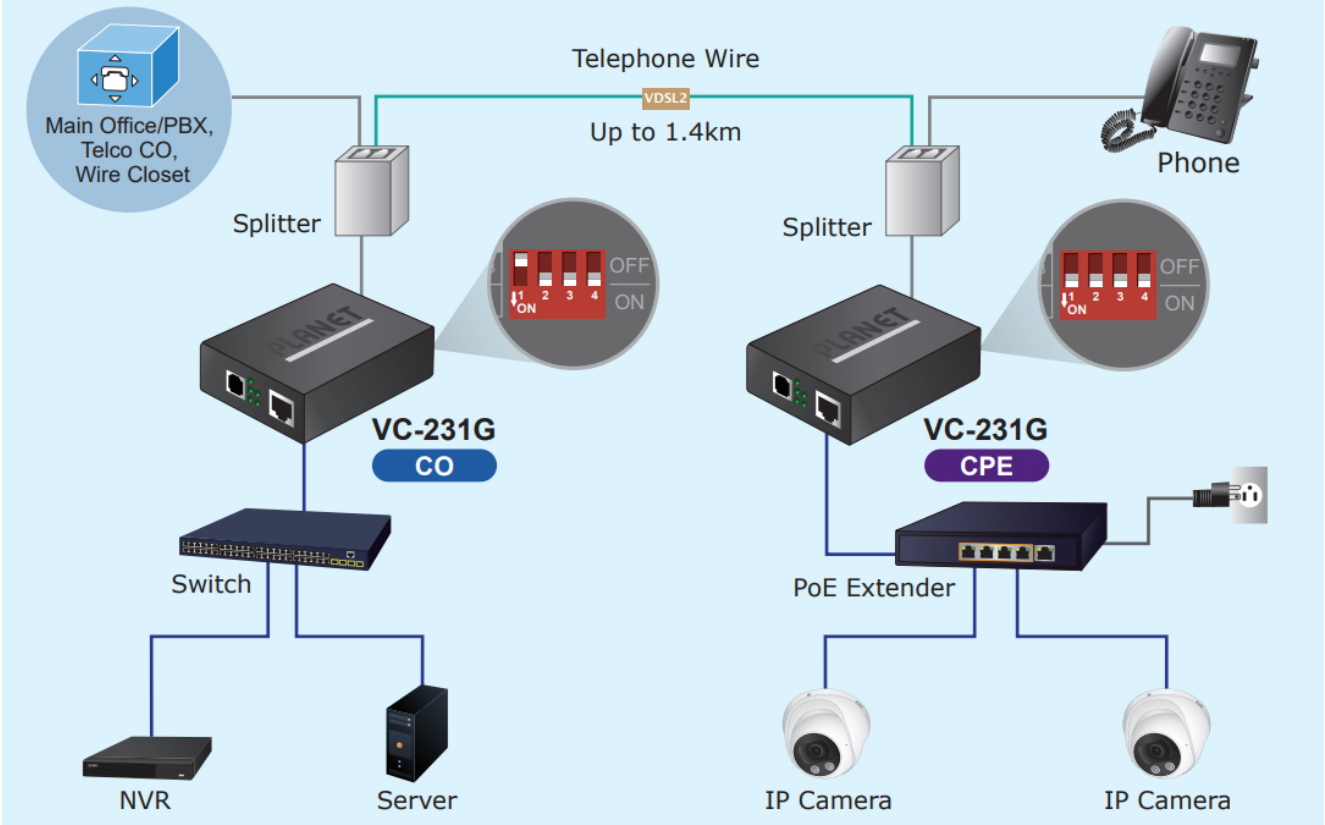 Telephone Wire
VDSL2
Up to 1.4km
Main Office/PBX,
Telco CO,
Wire Closet
Phone
Splitter
Splitter
OFF
ON
1 2 3 4
ON
OFF
ON
1 2 3 4
ON
PLANET
PLANET
VC-231G
CO
VC-231G
CPE
Switch
PoE Extender
NVR
Server
IP Camera
IP Camera